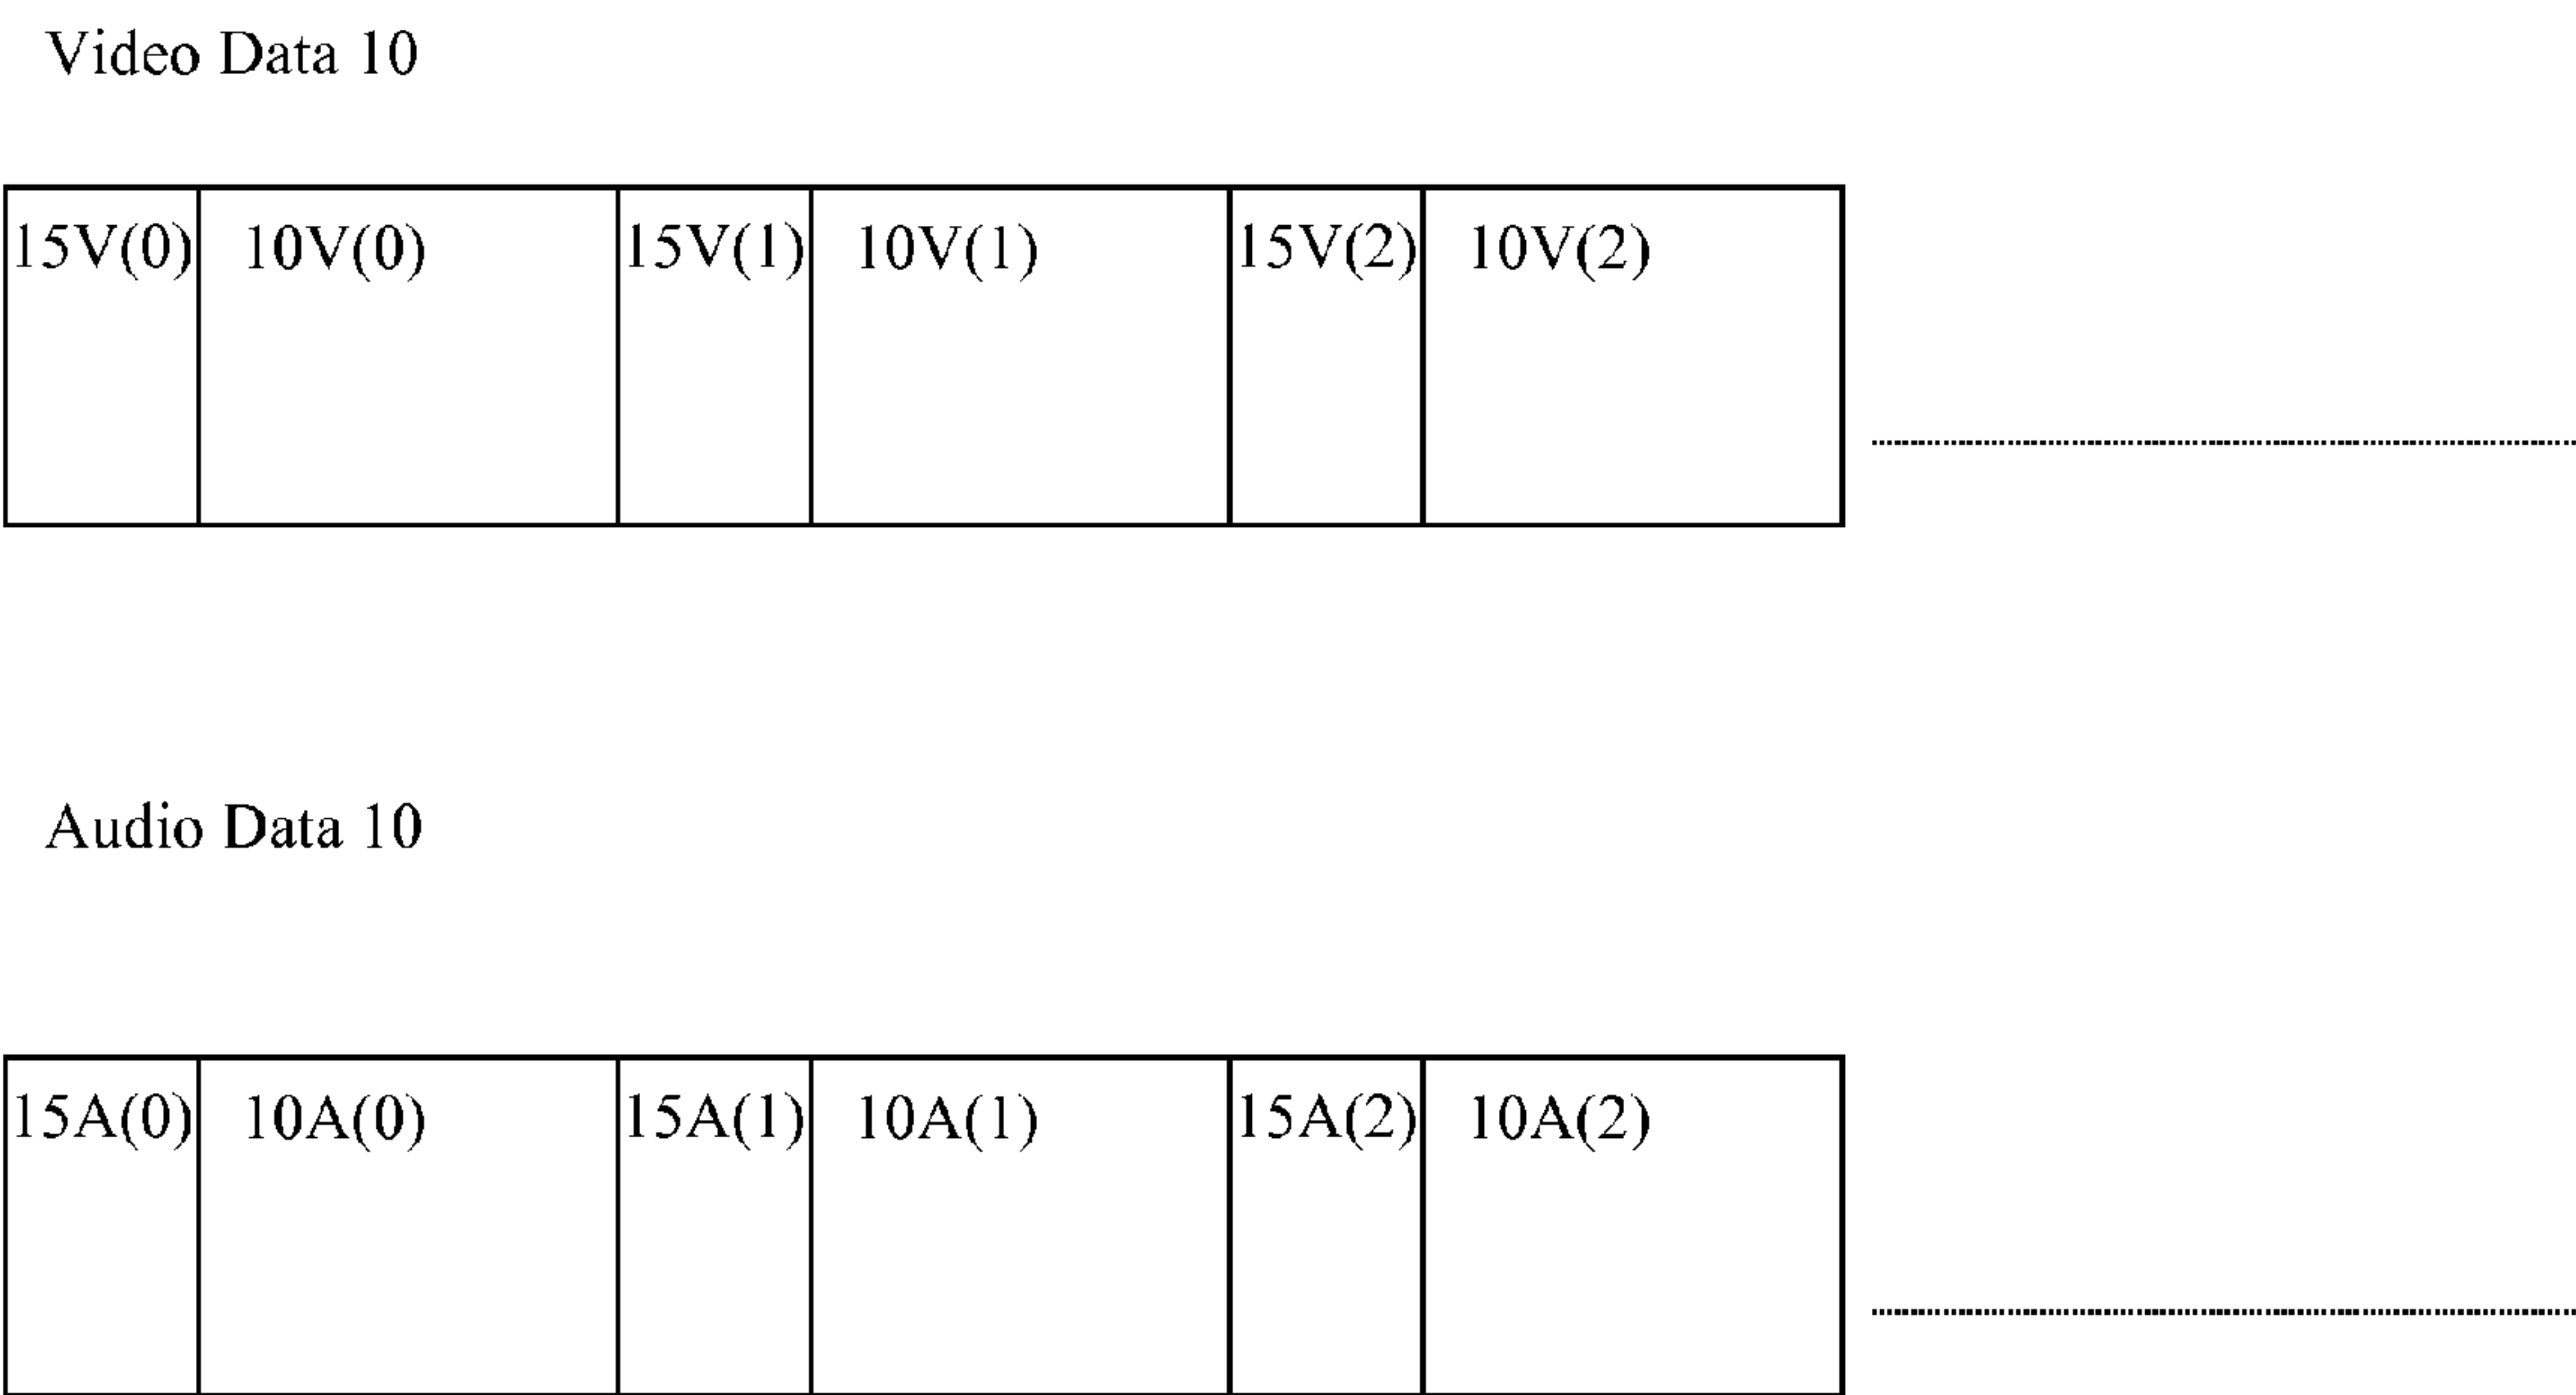 Video Data 10
15V(0) 10V(0) 15V(1) 10V(1) 15V(2) 10V(2)
Audio Data 10
15A(0) 10A(0) 15A(1) 10A(1) 15A(2) 10A(2)